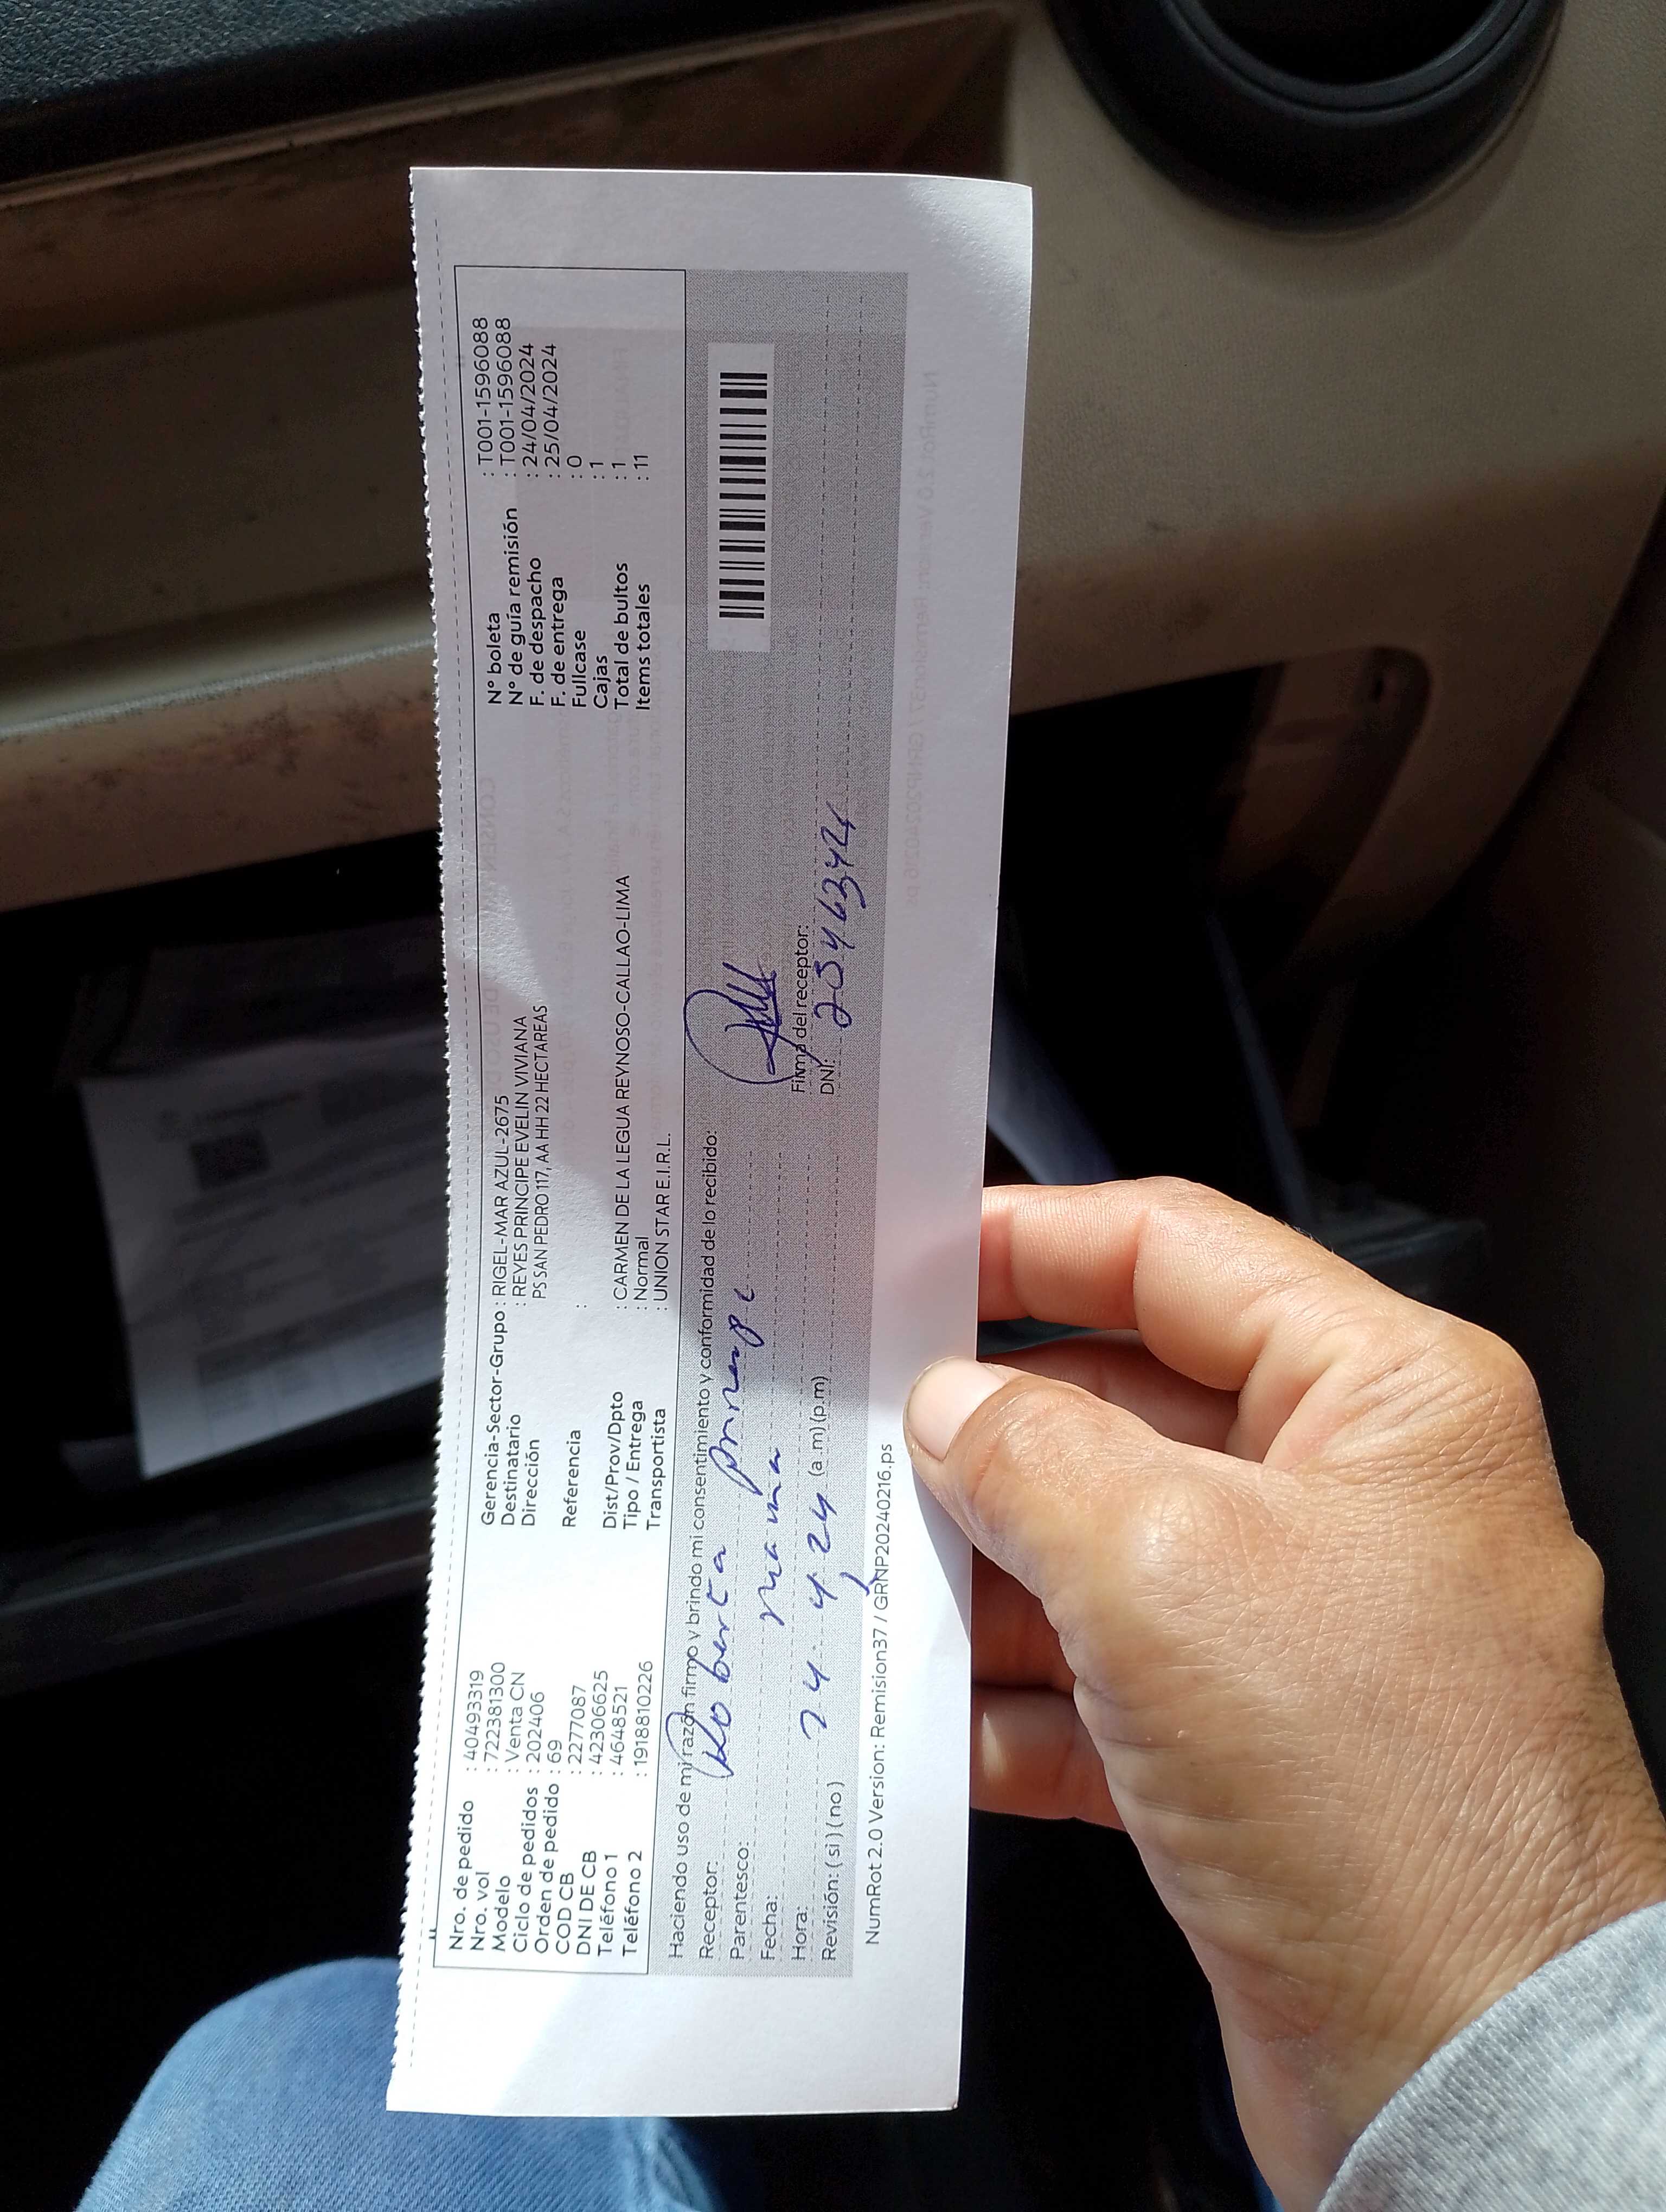 Nro. de pedido : 40493319
Nro. vol : 722381300
Modelo : Venta CN
Ciclo de pedidos : 202406
Orden de pedido : 69
COD CB : 2277087
DNI DE CB : 42306625
Teléfono 1 : 4648521
Teléfono 2 : 1918810226
Gerencia-Sector-Grupo : RIGEL-MAR AZUL-2675
Destinatario : REYES PRINCIPE EVELIN VIVIANA
Dirección PS SAN PEDRO 117, AA HH 22 HECTAREAS
Referencia :
Dist/Prov/Dpto : CARMEN DE LA LEGUA REYNOSO-CALLAO-LIMA
Tipo / Entrega : Normal
Transportista : UNION STAR E.I.R.L.
N° boleta : T001-1596088
N° de guía remisión : T001-1596088
F. de despacho : 24/04/2024
F. de entrega : 25/04/2024
Fullcase : 0
Cajas : 1
Total de bultos : 1
Items totales : 11
Haciendo uso de mi razón firmo y brindo mi consentimiento y conformidad de lo recibido:
Receptor: Roberta
Parentesco: mama
Fecha: 24 4 24
Hora: (a.m) (p.m)
Revisión: (si) (no)
Firma del receptor:
DNI:
NumRot 2.0 Version: Remision37 / GRNP20240216.ps